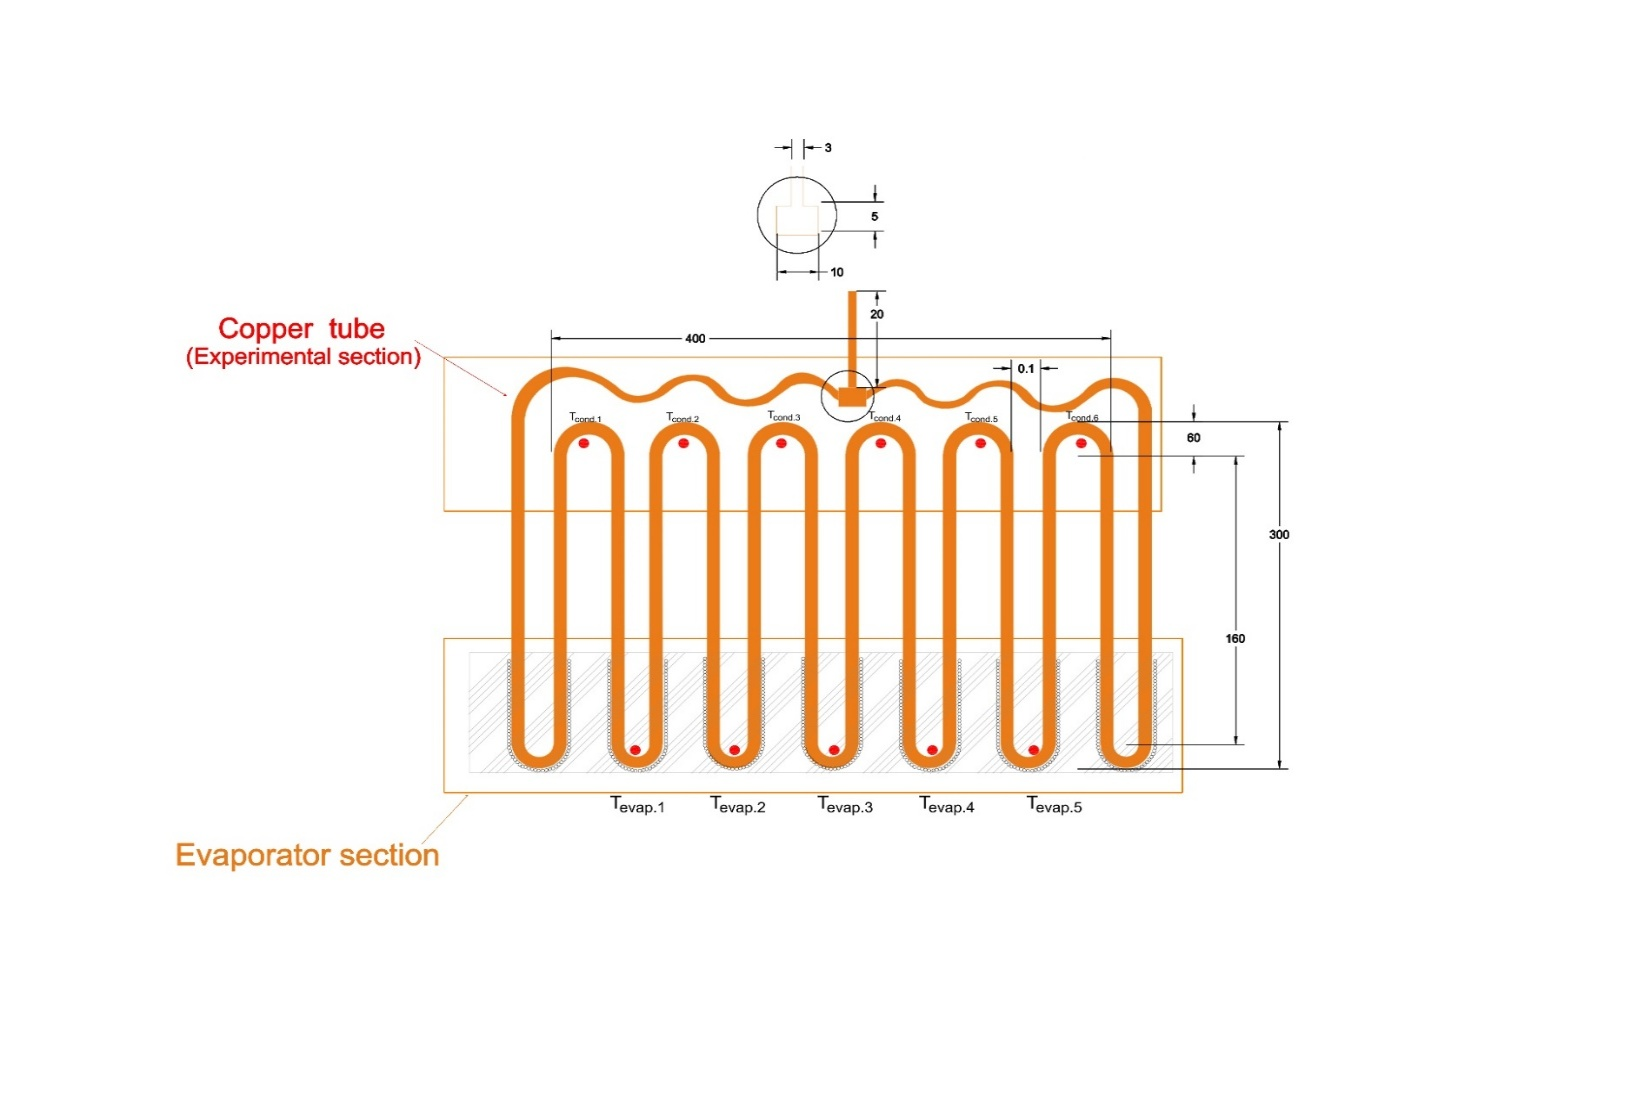 3
5
10
20
Copper tube
(Experimental section)
400
0.1
Tcond.1
Tcond.2
Tcond.3
Tcond.4
Tcond.5
Tcond.6
60
300
160
Tevap.1
Tevap.2
Tevap.3
Tevap.4
Tevap.5
Evaporator section